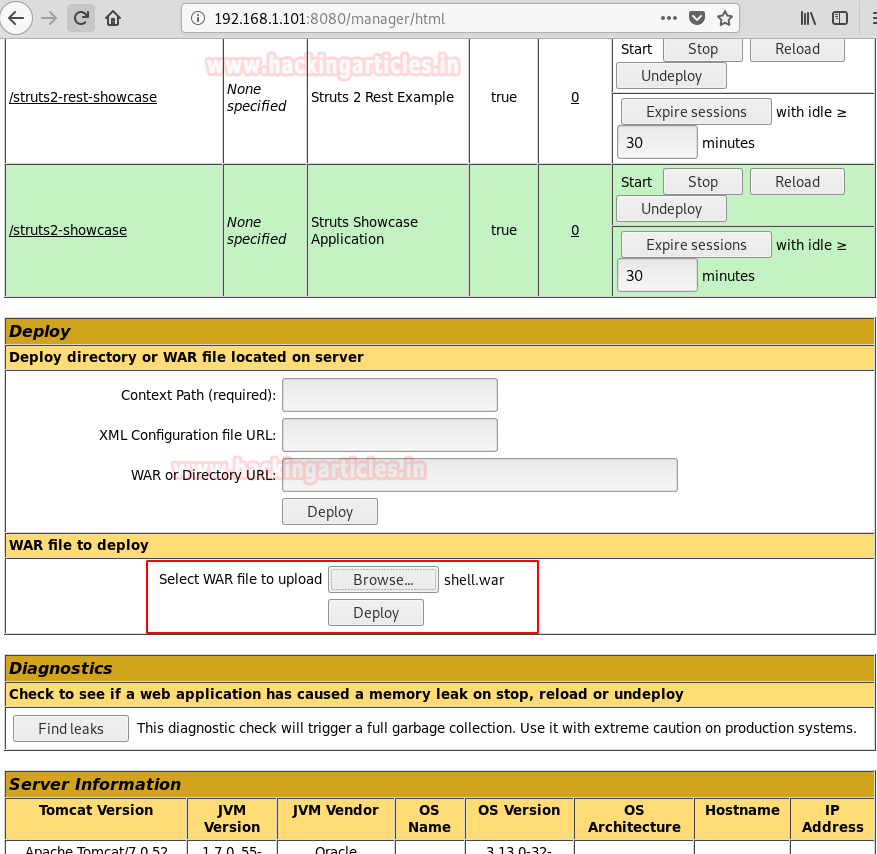 192.168.1.101:8080/manager/html
www.hackingarticles.in
Start Stop Reload
Undeploy
/struts2-rest-showcase None specified Struts 2 Rest Example true 0
Expire sessions with idle ≥
30 minutes
Start Stop Reload
Undeploy
/struts2-showcase None specified Struts Showcase Application true 0
Expire sessions with idle ≥
30 minutes
Deploy
Deploy directory or WAR file located on server
Context Path (required):
XML Configuration file URL:
www.hackingarticles.in
WAR or Directory URL:
Deploy
WAR file to deploy
Select WAR file to upload Browse... shell.war
Deploy
Diagnostics
Check to see if a web application has caused a memory leak on stop, reload or undeploy
Find leaks This diagnostic check will trigger a full garbage collection. Use it with extreme caution on production systems.
Server Information
Tomcat Version JVM Version JVM Vendor OS Name OS Version OS Architecture Hostname IP Address
Apache Tomcat/7.0.52 1.7.0_55- Oracle 3.13.0-32-